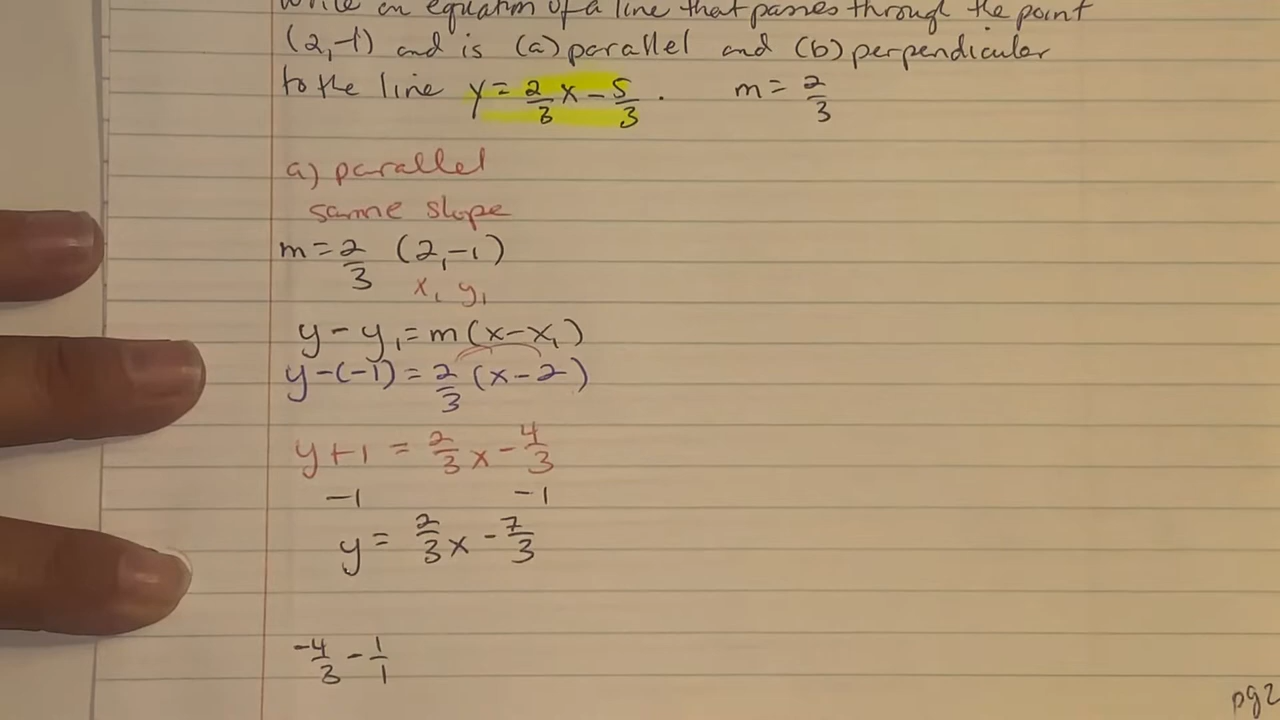 Write an equation of a line that passes through the point
(2,-1) and is (a) parallel and (b) perpendicular
to the line y = 2/3 x - 5/3 . m = 2/3
a) parallel
same slope
m = 2/3 (2,-1)
x₁ y₁
y - y₁ = m(x - x₁)
y-(-1) = 2/3 (x-2)
y+1 = 2/3 x - 4/3
-1 -1
y = 2/3 x - 7/3
-4/3 - 1/1
pg2